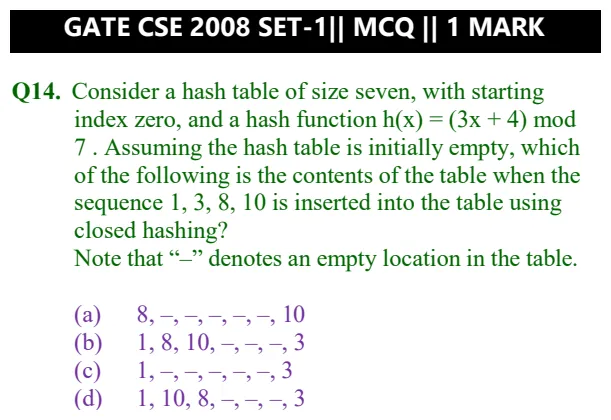 GATE CSE 2008 SET-1|| MCQ || 1 MARK
Q14. Consider a hash table of size seven, with starting
index zero, and a hash function h(x) = (3x + 4) mod
7 . Assuming the hash table is initially empty, which
of the following is the contents of the table when the
sequence 1, 3, 8, 10 is inserted into the table using
closed hashing?
Note that “–” denotes an empty location in the table.
(a) 8, –, –, –, –, –, 10
(b) 1, 8, 10, –, –, –, 3
(c) 1, –, –, –, –, –, 3
(d) 1, 10, 8, –, –, –, 3